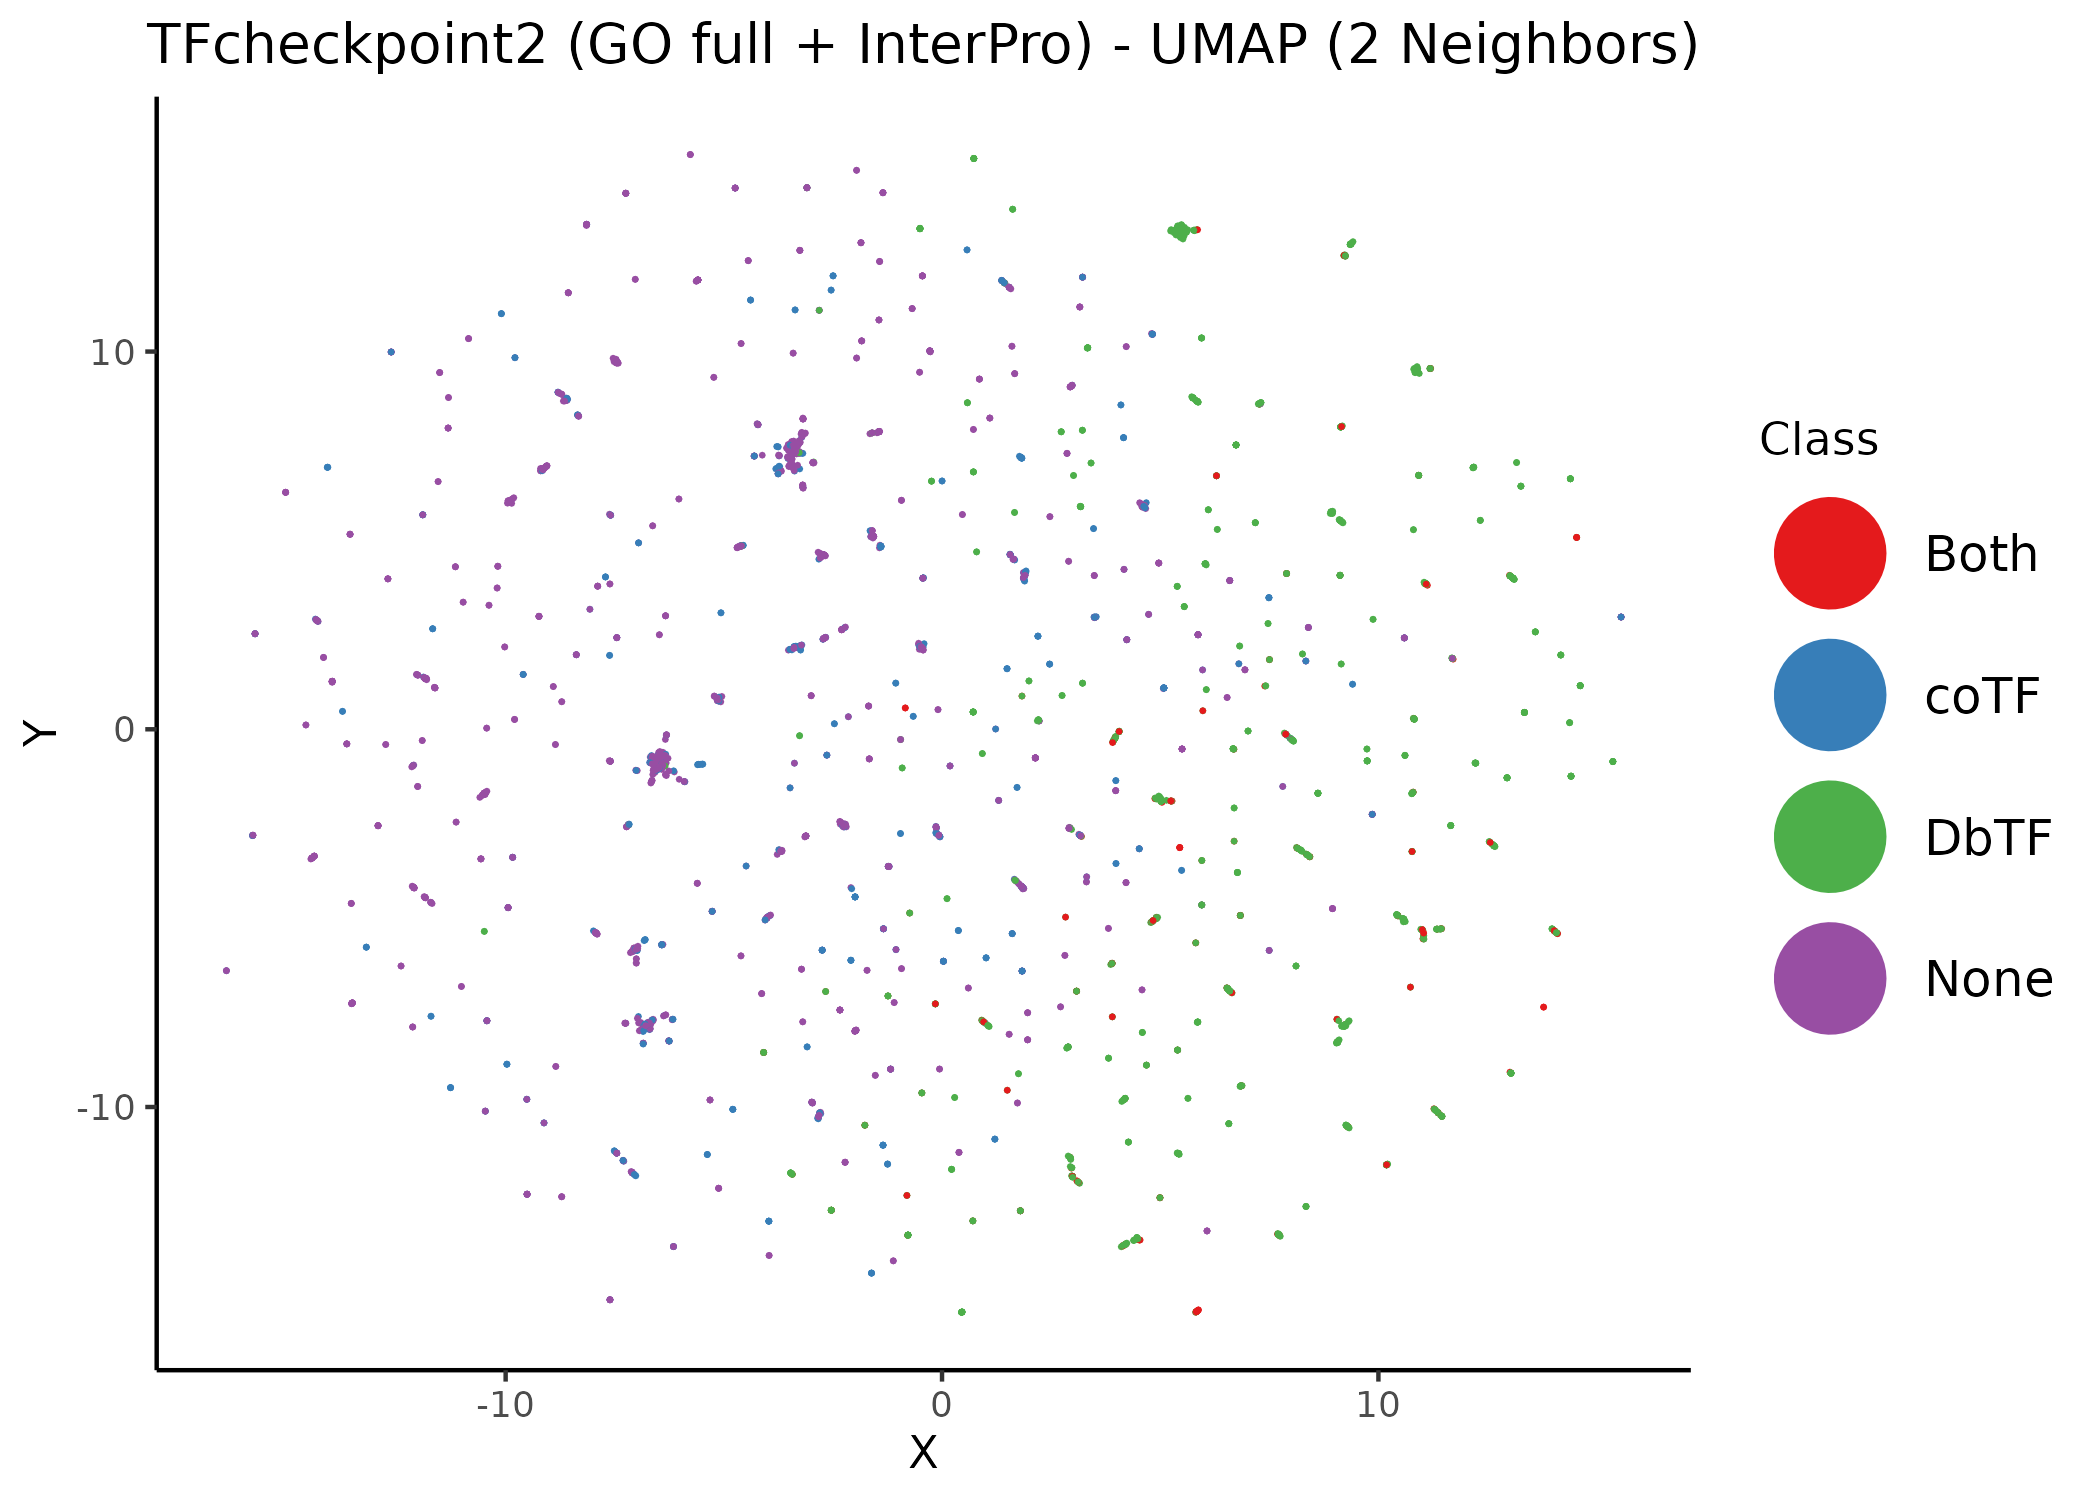 TFcheckpoint2 (GO full + InterPro) - UMAP (2 Neighbors)
10
0
-10
Y
-10
0
10
X
Class
Both
coTF
DbTF
None